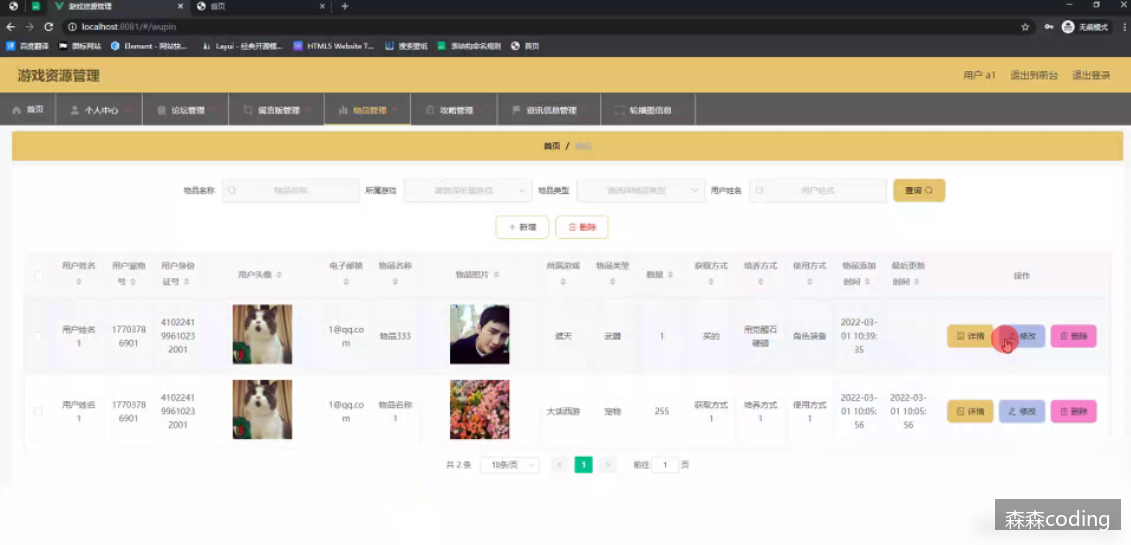 游戏资源管理
首页
localhost:8081/#/wupin
无痕模式
百度翻译
图标网站
Element - 网站快...
Layui - 经典开源模...
HTML5 Website T...
搜索壁纸
表结构命名规则
首页
游戏资源管理
用户 a1
退出到前台
退出登录
首页
个人中心
论坛管理
留言版管理
物品管理
攻略管理
资讯信息管理
轮播图信息
首页 / 物品
物品名称 物品名称
所属游戏 请选择所属游戏
物品类型 请选择物品类型
用户姓名 用户姓名
查询
+ 新增
删除
用户姓名 用户宠物号 用户身份证号 用户头像 电子邮箱 物品名称 物品图片 所属游戏 物品类型 数量 获取方式 培养方式 使用方式 物品添加时间 最后更新时间 操作
用户姓名1 17703786901 410224199610232001 1@qq.com 物品333 遮天 武器 1 买的 用觉醒石硬砸 角色装备 2022-03-01 10:39:35 详情 修改 删除
用户姓名1 17703786901 410224199610232001 1@qq.com 物品名称1 大话西游 宠物 255 获取方式1 培养方式1 使用方式1 2022-03-01 10:05:56 2022-03-01 10:05:56 详情 修改 删除
共 2 条 10条/页 < 1 > 前往 1 页
森森coding